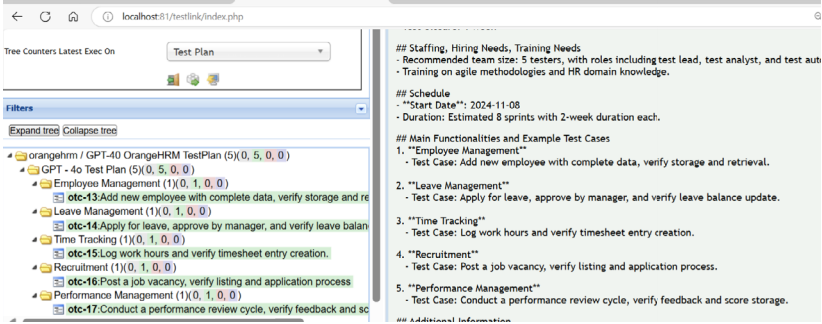 localhost:81/testlink/index.php
Tree Counters Latest Exec On
Test Plan
Filters
Expand tree Collapse tree
orangehrm / GPT-40 OrangeHRM TestPlan (5)(0, 5, 0, 0)
GPT - 4o Test Plan (5)(0, 5, 0, 0)
Employee Management (1)(0, 1, 0, 0)
otc-13:Add new employee with complete data, verify storage and re
Leave Management (1)(0, 1, 0, 0)
otc-14:Apply for leave, approve by manager, and verify leave balan
Time Tracking (1)(0, 1, 0, 0)
otc-15:Log work hours and verify timesheet entry creation.
Recruitment (1)(0, 1, 0, 0)
otc-16:Post a job vacancy, verify listing and application process
Performance Management (1)(0, 1, 0, 0)
otc-17:Conduct a performance review cycle, verify feedback and sc
## Staffing, Hiring Needs, Training Needs
- Recommended team size: 5 testers, with roles including test lead, test analyst, and test aut
- Training on agile methodologies and HR domain knowledge.
## Schedule
- **Start Date**: 2024-11-08
- Duration: Estimated 8 sprints with 2-week duration each.
## Main Functionalities and Example Test Cases
1. **Employee Management**
- Test Case: Add new employee with complete data, verify storage and retrieval.
2. **Leave Management**
- Test Case: Apply for leave, approve by manager, and verify leave balance update.
3. **Time Tracking**
- Test Case: Log work hours and verify timesheet entry creation.
4. **Recruitment**
- Test Case: Post a job vacancy, verify listing and application process.
5. **Performance Management**
- Test Case: Conduct a performance review cycle, verify feedback and score storage.
## Additional Information